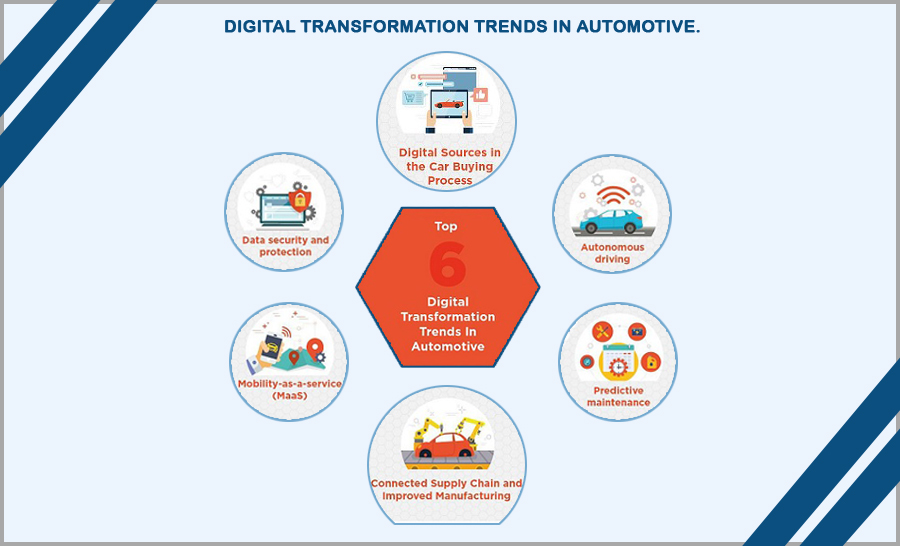 DIGITAL TRANSFORMATION TRENDS IN AUTOMOTIVE.
Digital Sources in
the Car Buying
Process
Data security and
protection
Top
6
Digital
Transformation
Trends In
Automotive
Autonomous
driving
Mobility-as-a-service
(MaaS)
Predictive
maintenance
Connected Supply Chain and
Improved Manufacturing